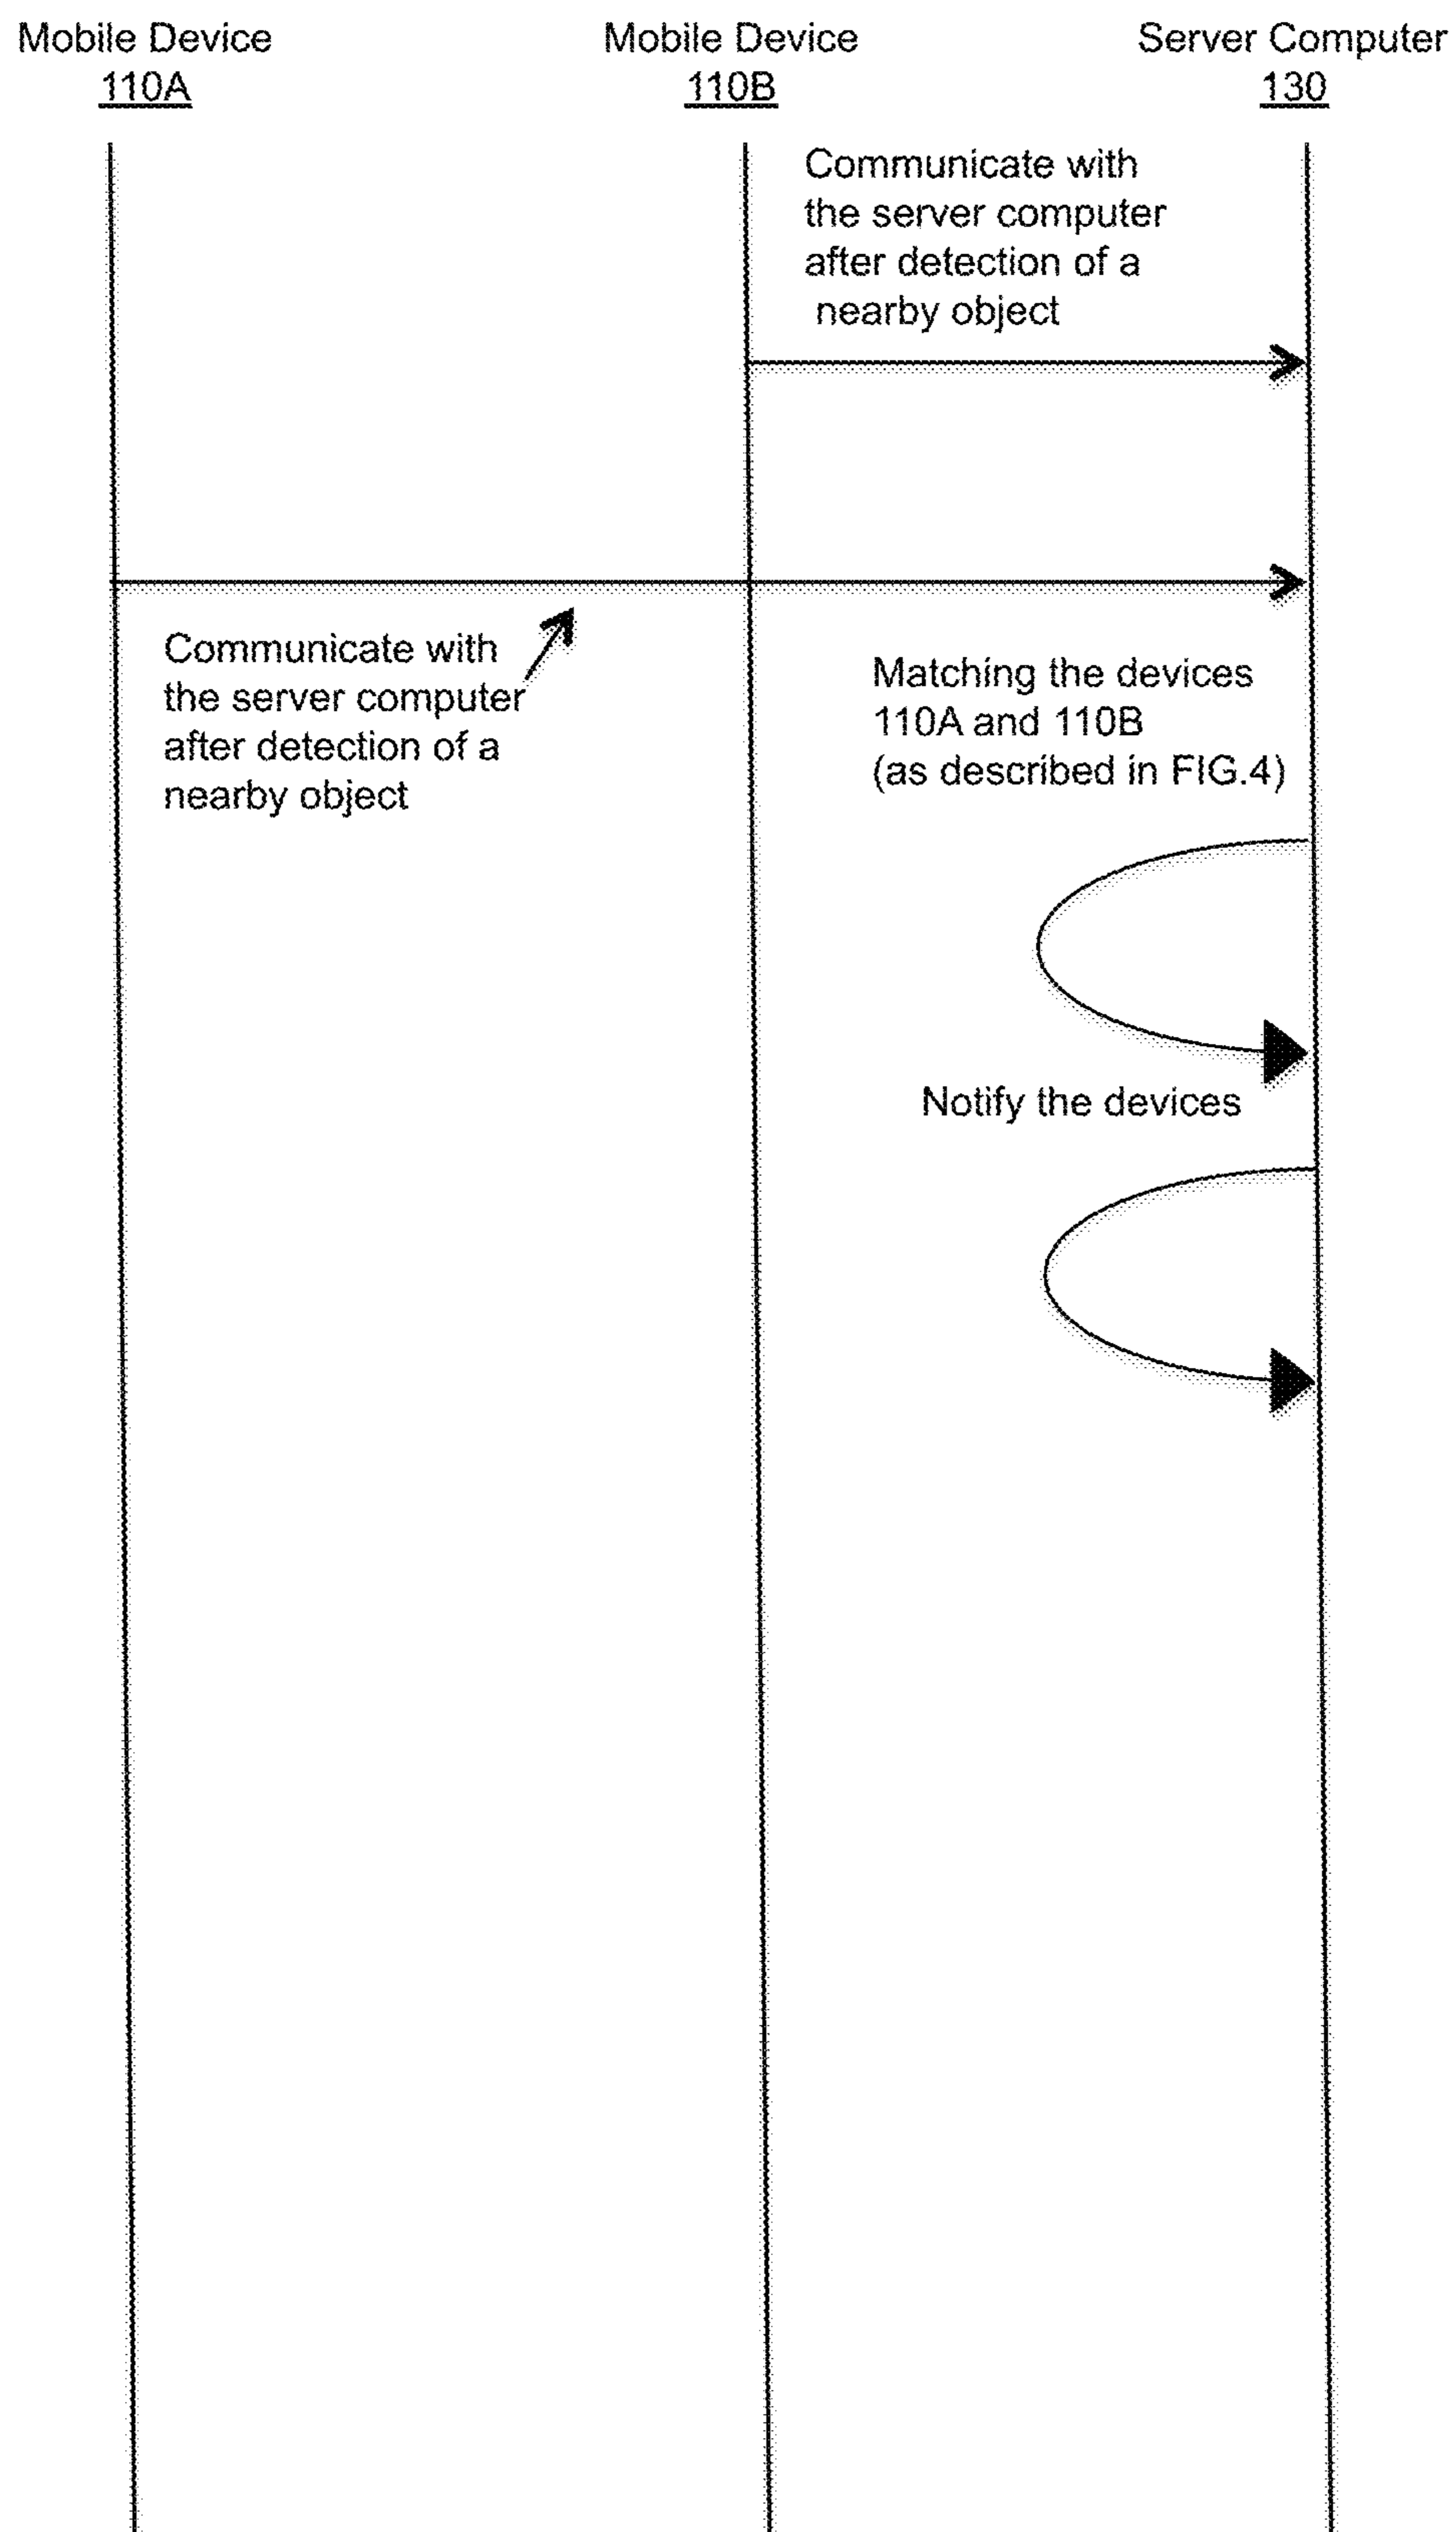 Mobile Device
110A
Mobile Device
110B
Server Computer
130
Communicate with
the server computer
after detection of a
nearby object
Communicate with
the server computer
after detection of a
nearby object
Matching the devices
110A and 110B
(as described in FIG.4)
Notify the devices